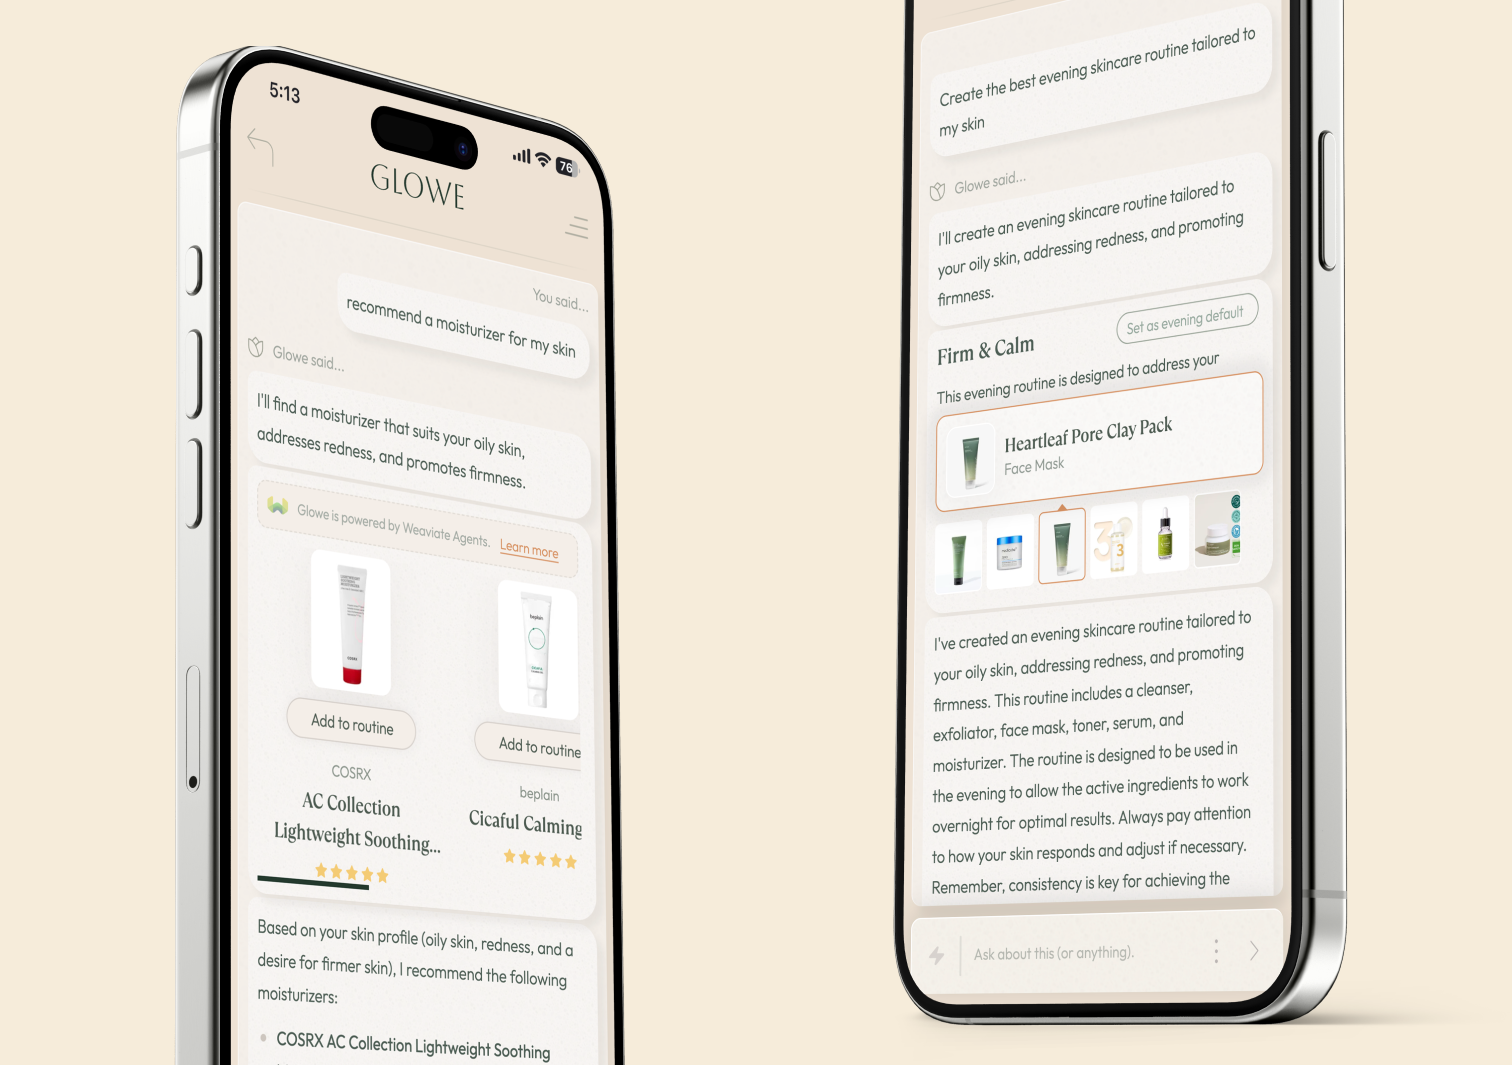 5:13
76
GLOWE
You said...
recommend a moisturizer for my skin
Glowe said...
I'll find a moisturizer that suits your oily skin,
addresses redness, and promotes firmness.
Glowe is powered by Weaviate Agents. Learn more
COSRX
beplain
Add to routine
Add to routine
COSRX
AC Collection
Lightweight Soothing...
beplain
Cicaful Calming
Based on your skin profile (oily skin, redness, and a
desire for firmer skin), I recommend the following
moisturizers:
COSRX AC Collection Lightweight Soothing
Create the best evening skincare routine tailored to
my skin
Glowe said...
I'll create an evening skincare routine tailored to
your oily skin, addressing redness, and promoting
firmness.
Set as evening default
Firm & Calm
This evening routine is designed to address your
Heartleaf Pore Clay Pack
Face Mask
3
3
I've created an evening skincare routine tailored to
your oily skin, addressing redness, and promoting
firmness. This routine includes a cleanser,
exfoliator, face mask, toner, serum, and
moisturizer. The routine is designed to be used in
the evening to allow the active ingredients to work
overnight for optimal results. Always pay attention
to how your skin responds and adjust if necessary.
Remember, consistency is key for achieving the
Ask about this (or anything).